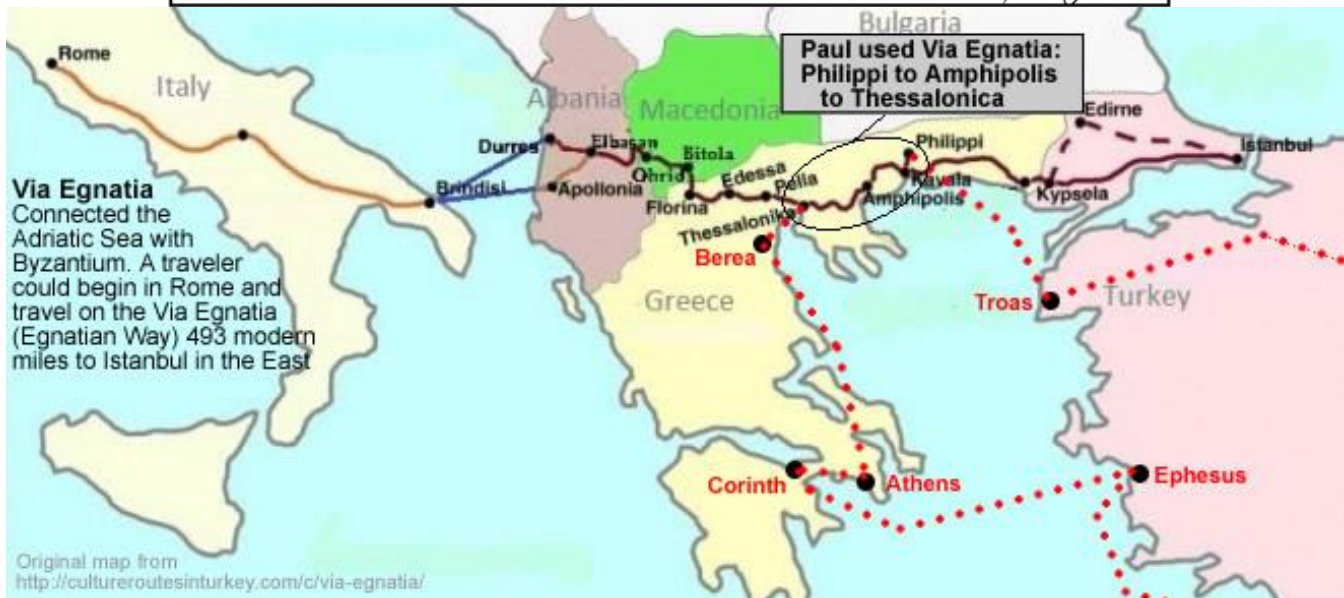 Bulgaria
Paul used Via Egnatia:
Philippi to Amphipolis
to Thessalonica
Rome
Italy
Albania
Macedonia
Edirne
Istanbul
Durres
Elbasan
Bitola
Ohrid
Philippi
Via Egnatia
Connected the
Adriatic Sea with
Byzantium. A traveler
could begin in Rome and
travel on the Via Egnatia
(Egnatian Way) 493 modern
miles to Istanbul in the East
Brindisi
Apollonia
Edessa
Pella
Kavala
Kypsela
Florina
Amphipolis
Thessalonika
Berea
Greece
Troas
Turkey
Corinth
Athens
Ephesus
Original map from
http://cultureroutesinturkey.com/c/via-egnatia/